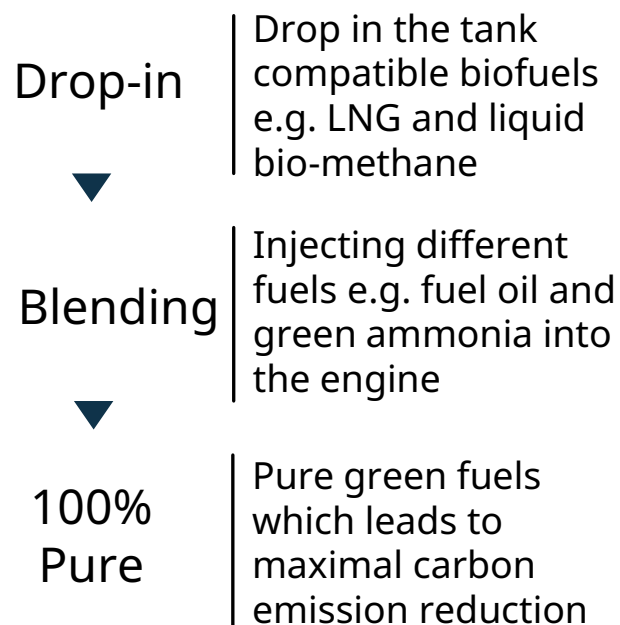 Drop-in
Drop in the tank
compatible biofuels
e.g. LNG and liquid
bio-methane
Blending
Injecting different
fuels e.g. fuel oil and
green ammonia into
the engine
100%
Pure
Pure green fuels
which leads to
maximal carbon
emission reduction